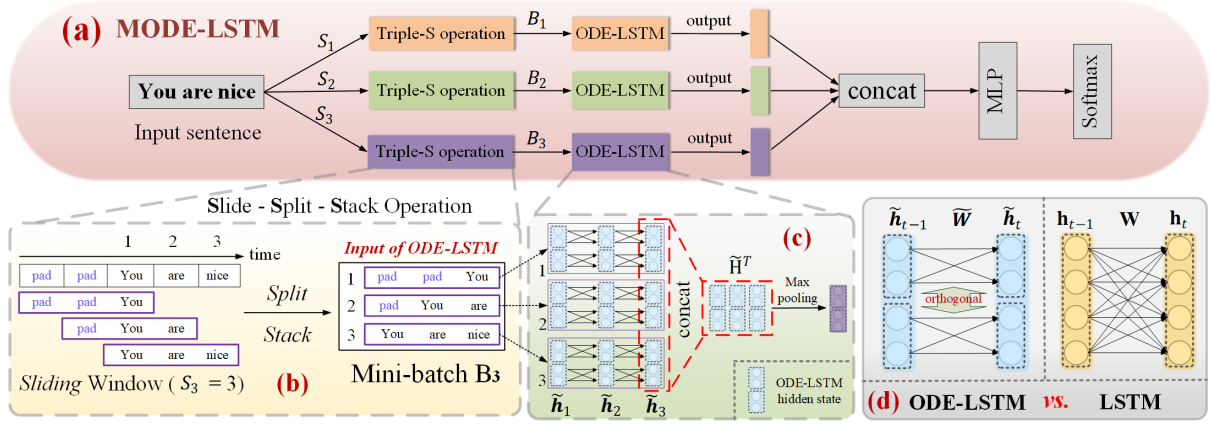 (a) MODE-LSTM
You are nice
Input sentence
S1
S2
S3
Triple-S operation
B1
ODE-LSTM
output
Triple-S operation
B2
ODE-LSTM
output
Triple-S operation
B3
ODE-LSTM
output
concat
MLP
Softmax
Slide - Split - Stack Operation
1 2 3
time
pad pad You are nice
pad pad You
pad You are
You are nice
Sliding Window ( S3 = 3 )
(b)
Split
Stack
Input of ODE-LSTM
1 pad pad You
2 pad You are
3 You are nice
Mini-batch B3
(c)
1
2
3
h̃1 h̃2 h̃3
concat
H̃^T
Max
pooling
ODE-LSTM
hidden state
h̃t−1 W̃ h̃t
orthogonal
ht−1 W ht
(d) ODE-LSTM vs. LSTM